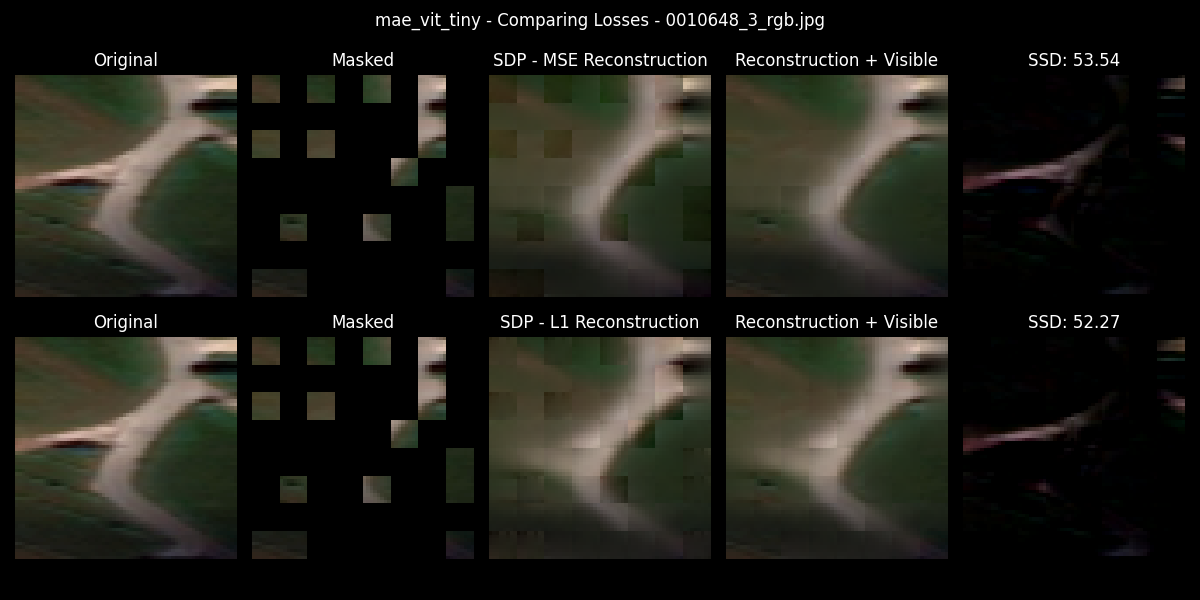 mae_vit_tiny - Comparing Losses - 0010648_3_rgb.jpg
Original Masked SDP - MSE Reconstruction Reconstruction + Visible SSD: 53.54
Original Masked SDP - L1 Reconstruction Reconstruction + Visible SSD: 52.27